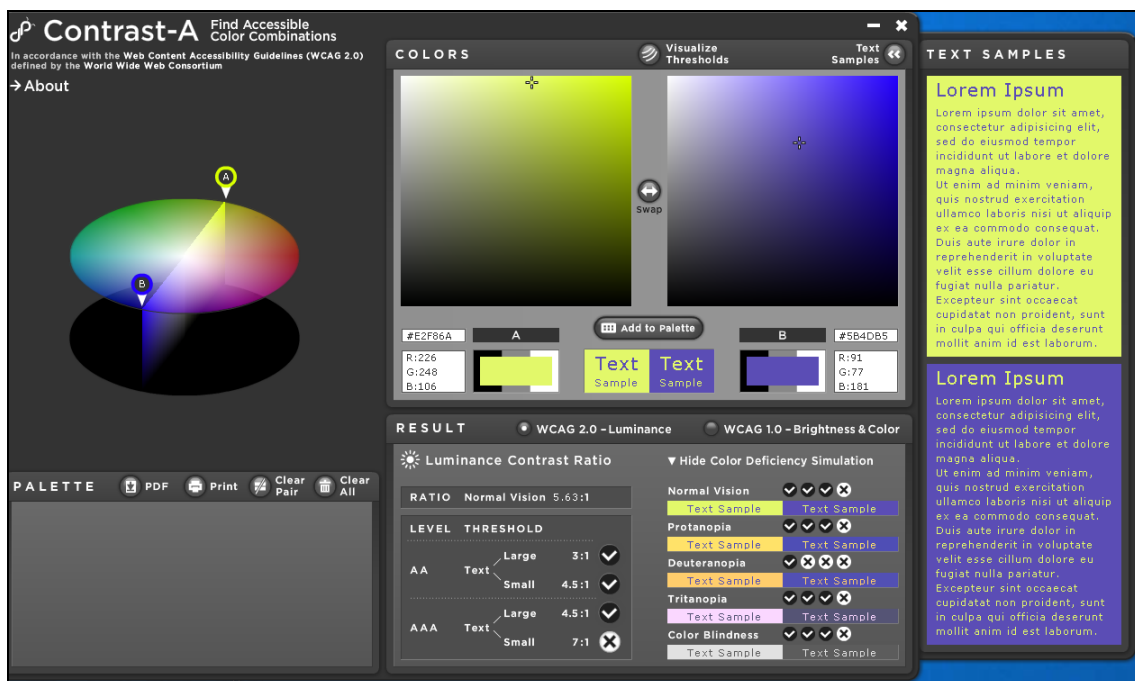 Contrast-A
Find Accessible
Color Combinations
In accordance with the Web Content Accessibility Guidelines (WCAG 2.0)
defined by the World Wide Web Consortium
→ About
A
B
COLORS
Visualize
Thresholds
Text
Samples
Swap
Add to Palette
#E2F86A
A
B
#5B4DB5
R:226
G:248
B:106
Text
Sample
Text
Sample
R:91
G:77
B:181
PALETTE
PDF
Print
Clear
Pair
Clear
All
RESULT
WCAG 2.0 – Luminance
WCAG 1.0 – Brightness & Color
Luminance Contrast Ratio
▼ Hide Color Deficiency Simulation
RATIO Normal Vision 5.63:1
LEVEL THRESHOLD
AA Text
Large 3:1
Small 4.5:1
AAA Text
Large 4.5:1
Small 7:1
Normal Vision
Text Sample Text Sample
Protanopia
Text Sample Text Sample
Deuteranopia
Text Sample Text Sample
Tritanopia
Text Sample Text Sample
Color Blindness
Text Sample Text Sample
TEXT SAMPLES
Lorem Ipsum
Lorem ipsum dolor sit amet,
consectetur adipisicing elit,
sed do eiusmod tempor
incididunt ut labore et dolore
magna aliqua.
Ut enim ad minim veniam,
quis nostrud exercitation
ullamco laboris nisi ut aliquip
ex ea commodo consequat.
Duis aute irure dolor in
reprehenderit in voluptate
velit esse cillum dolore eu
fugiat nulla pariatur.
Excepteur sint occaecat
cupidatat non proident, sunt
in culpa qui officia deserunt
mollit anim id est laborum.
Lorem Ipsum
Lorem ipsum dolor sit amet,
consectetur adipisicing elit,
sed do eiusmod tempor
incididunt ut labore et dolore
magna aliqua.
Ut enim ad minim veniam,
quis nostrud exercitation
ullamco laboris nisi ut aliquip
ex ea commodo consequat.
Duis aute irure dolor in
reprehenderit in voluptate
velit esse cillum dolore eu
fugiat nulla pariatur.
Excepteur sint occaecat
cupidatat non proident, sunt
in culpa qui officia deserunt
mollit anim id est laborum.